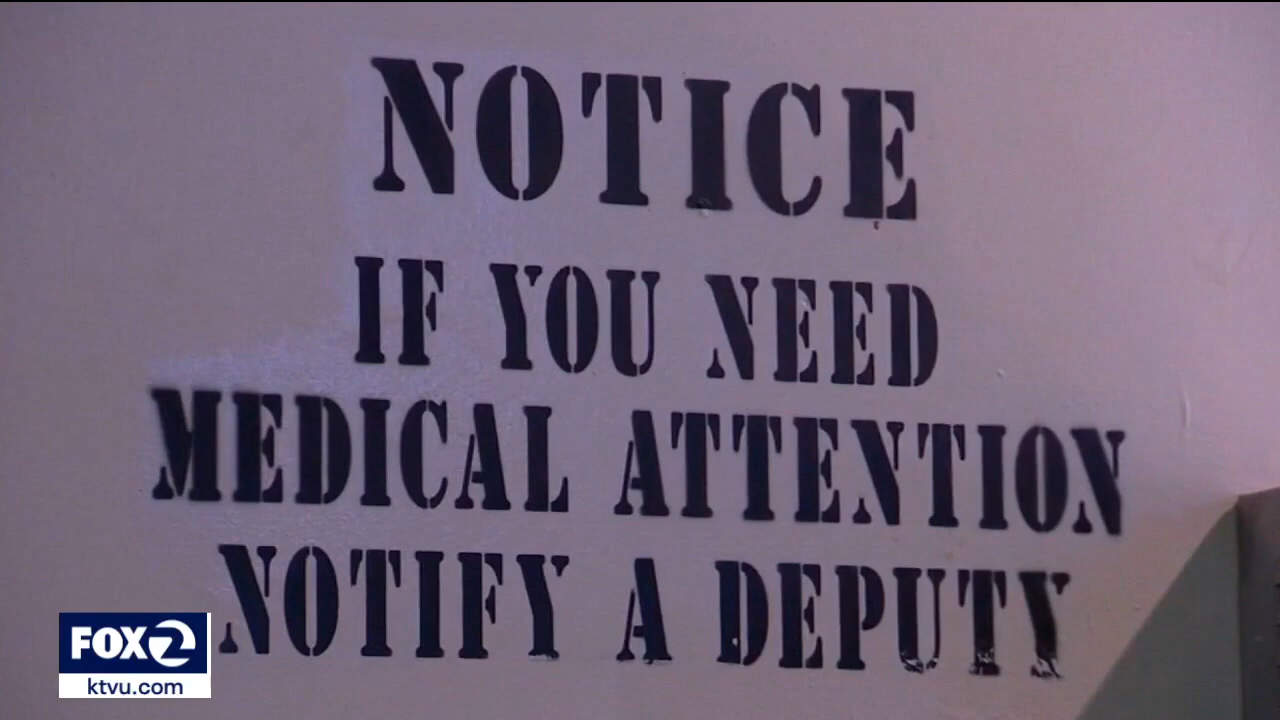 NOTICE
IF YOU NEED
MEDICAL ATTENTION
NOTIFY A DEPUTY
FOX 2
ktvu.com